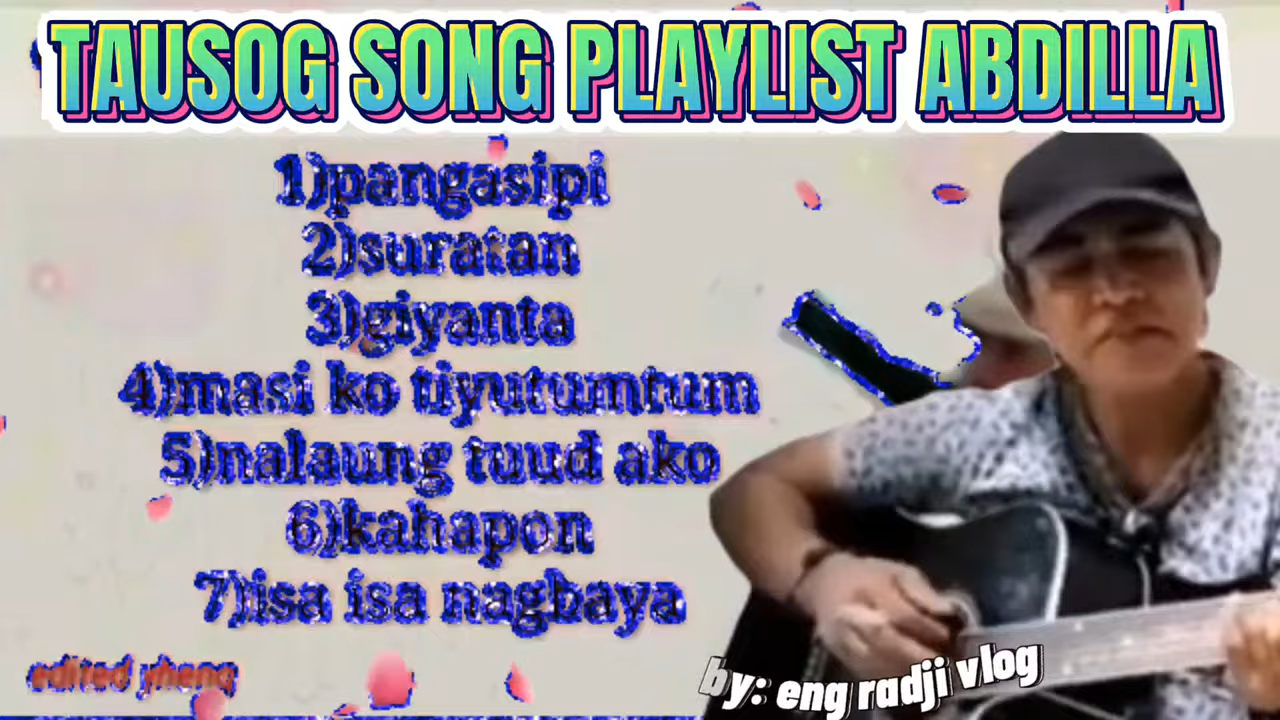 TAUSOG SONG PLAYLIST ABDILLA
1)pangasipi
2)suratan
3)giyanta
4)masi ko tiyutumtum
5)nalaung tuud ako
6)kahapon
7)isa isa nagbaya
edited yheng
by: eng radji vlog